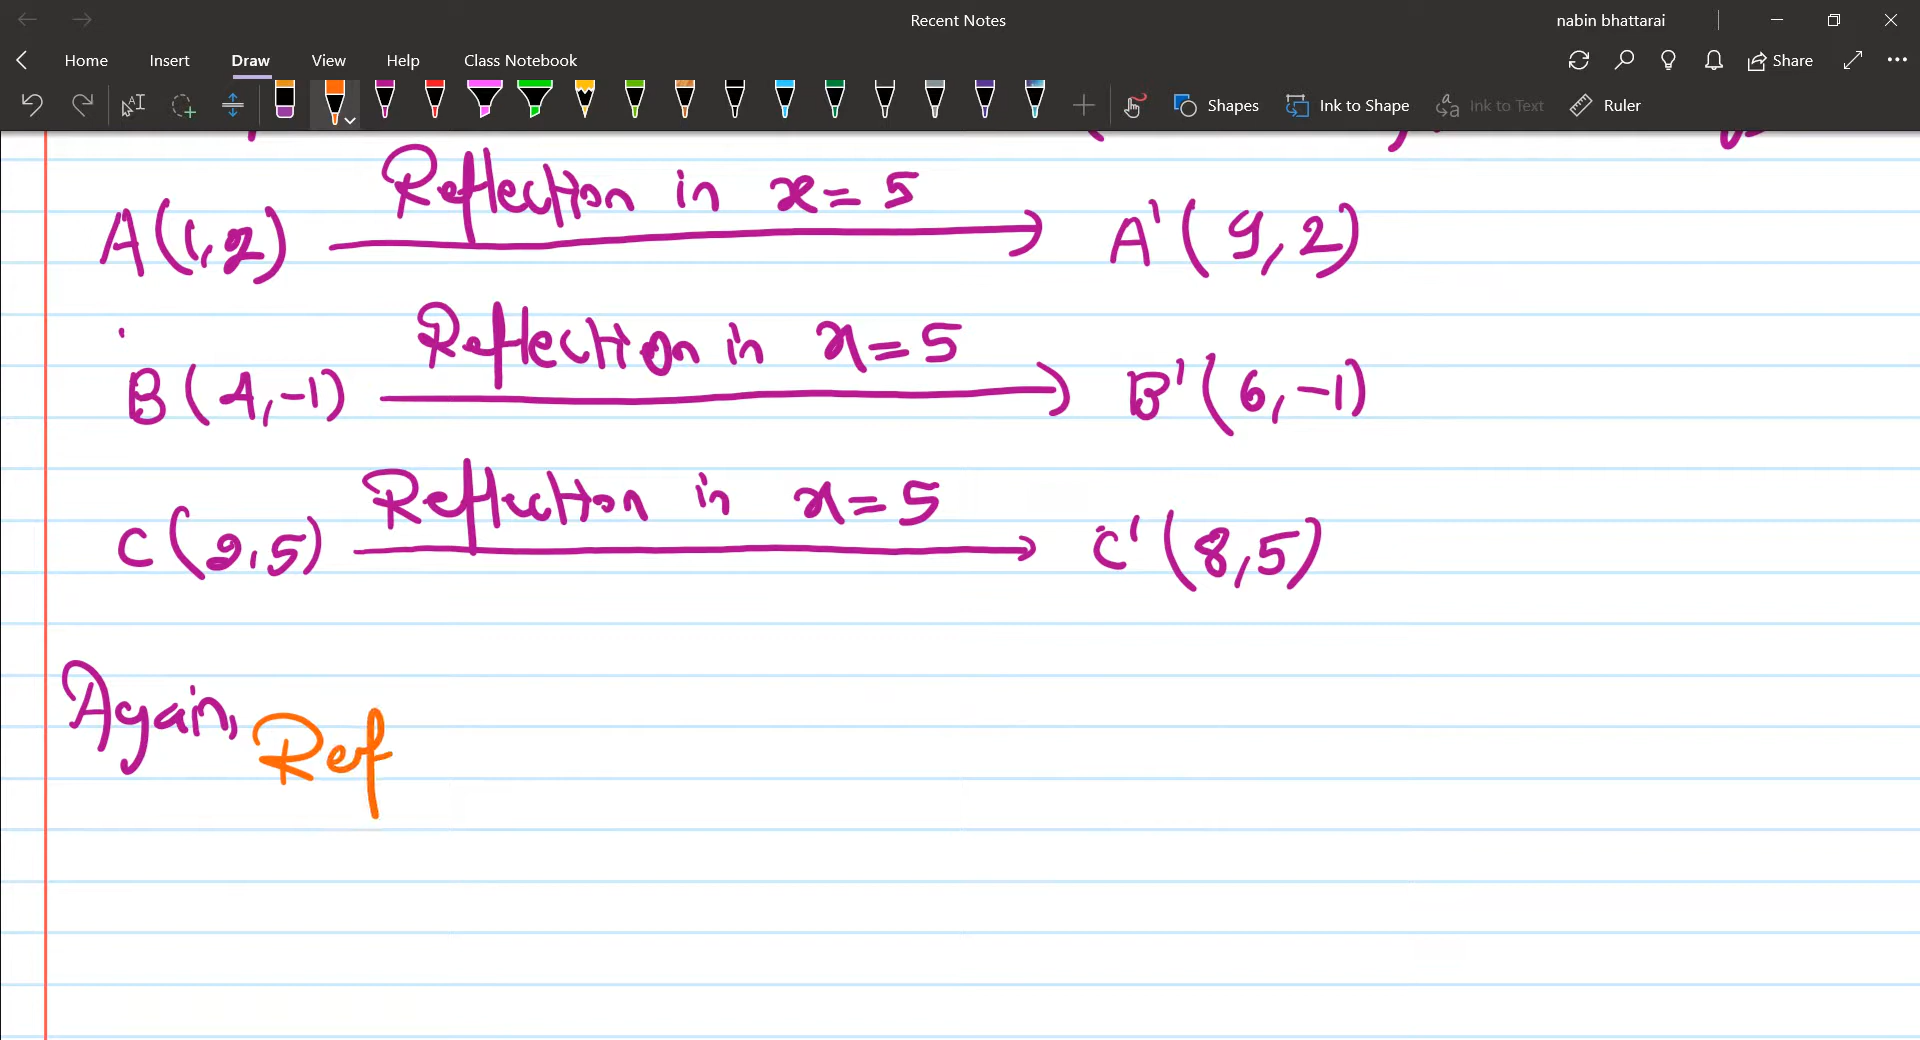 Recent Notes
nabin bhattarai
Home Insert Draw View Help Class Notebook Share
Shapes Ink to Shape Ink to Text Ruler
A(1,2) Reflection in x=5 A'(9,2)
B(4,-1) Reflection in x=5 B'(6,-1)
C(2,5) Reflection in x=5 C'(8,5)
Again, Ref